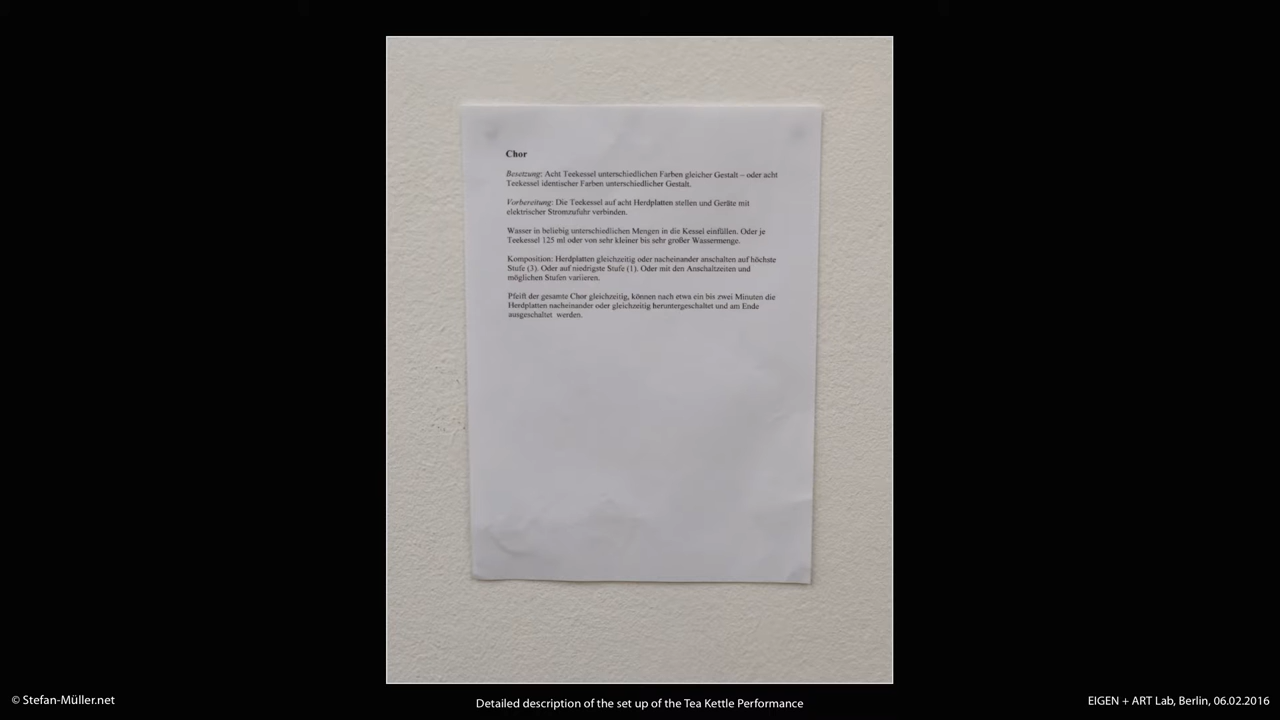 Chor
Besetzung: Acht Teekessel unterschiedlichen Farben gleicher Gestalt – oder acht
Teekessel identischer Farben unterschiedlicher Gestalt.
Vorbereitung: Die Teekessel auf acht Herdplatten stellen und Geräte mit
elektrischer Stromzufuhr verbinden.
Wasser in beliebig unterschiedlichen Mengen in die Kessel einfüllen. Oder je
Teekessel 125 ml oder von sehr kleiner bis sehr großer Wassermenge.
Komposition: Herdplatten gleichzeitig oder nacheinander anschalten auf höchste
Stufe (3). Oder auf niedrigste Stufe (1). Oder mit den Anschaltzeiten und
möglichen Stufen variieren.
Pfeift der gesamte Chor gleichzeitig, können nach etwa ein bis zwei Minuten die
Herdplatten nacheinander oder gleichzeitig heruntergeschaltet und am Ende
ausgeschaltet werden.
© Stefan-Müller.net
Detailed description of the set up of the Tea Kettle Performance
EIGEN + ART Lab, Berlin, 06.02.2016